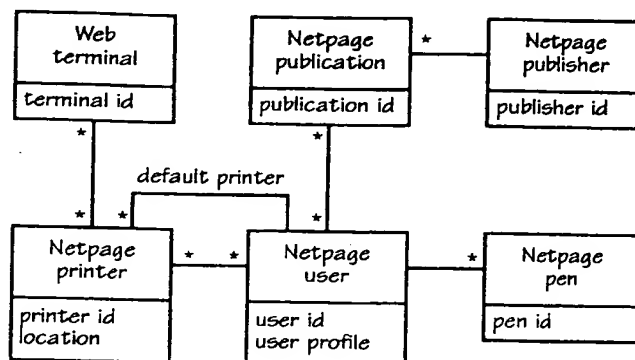 Web
terminal
terminal id
Netpage
publication
publication id
Netpage
publisher
publisher id
*
*
*
*
default printer
*
*
*
Netpage
printer
printer id
location
*
*
Netpage
user
user id
user profile
*
Netpage
pen
pen id